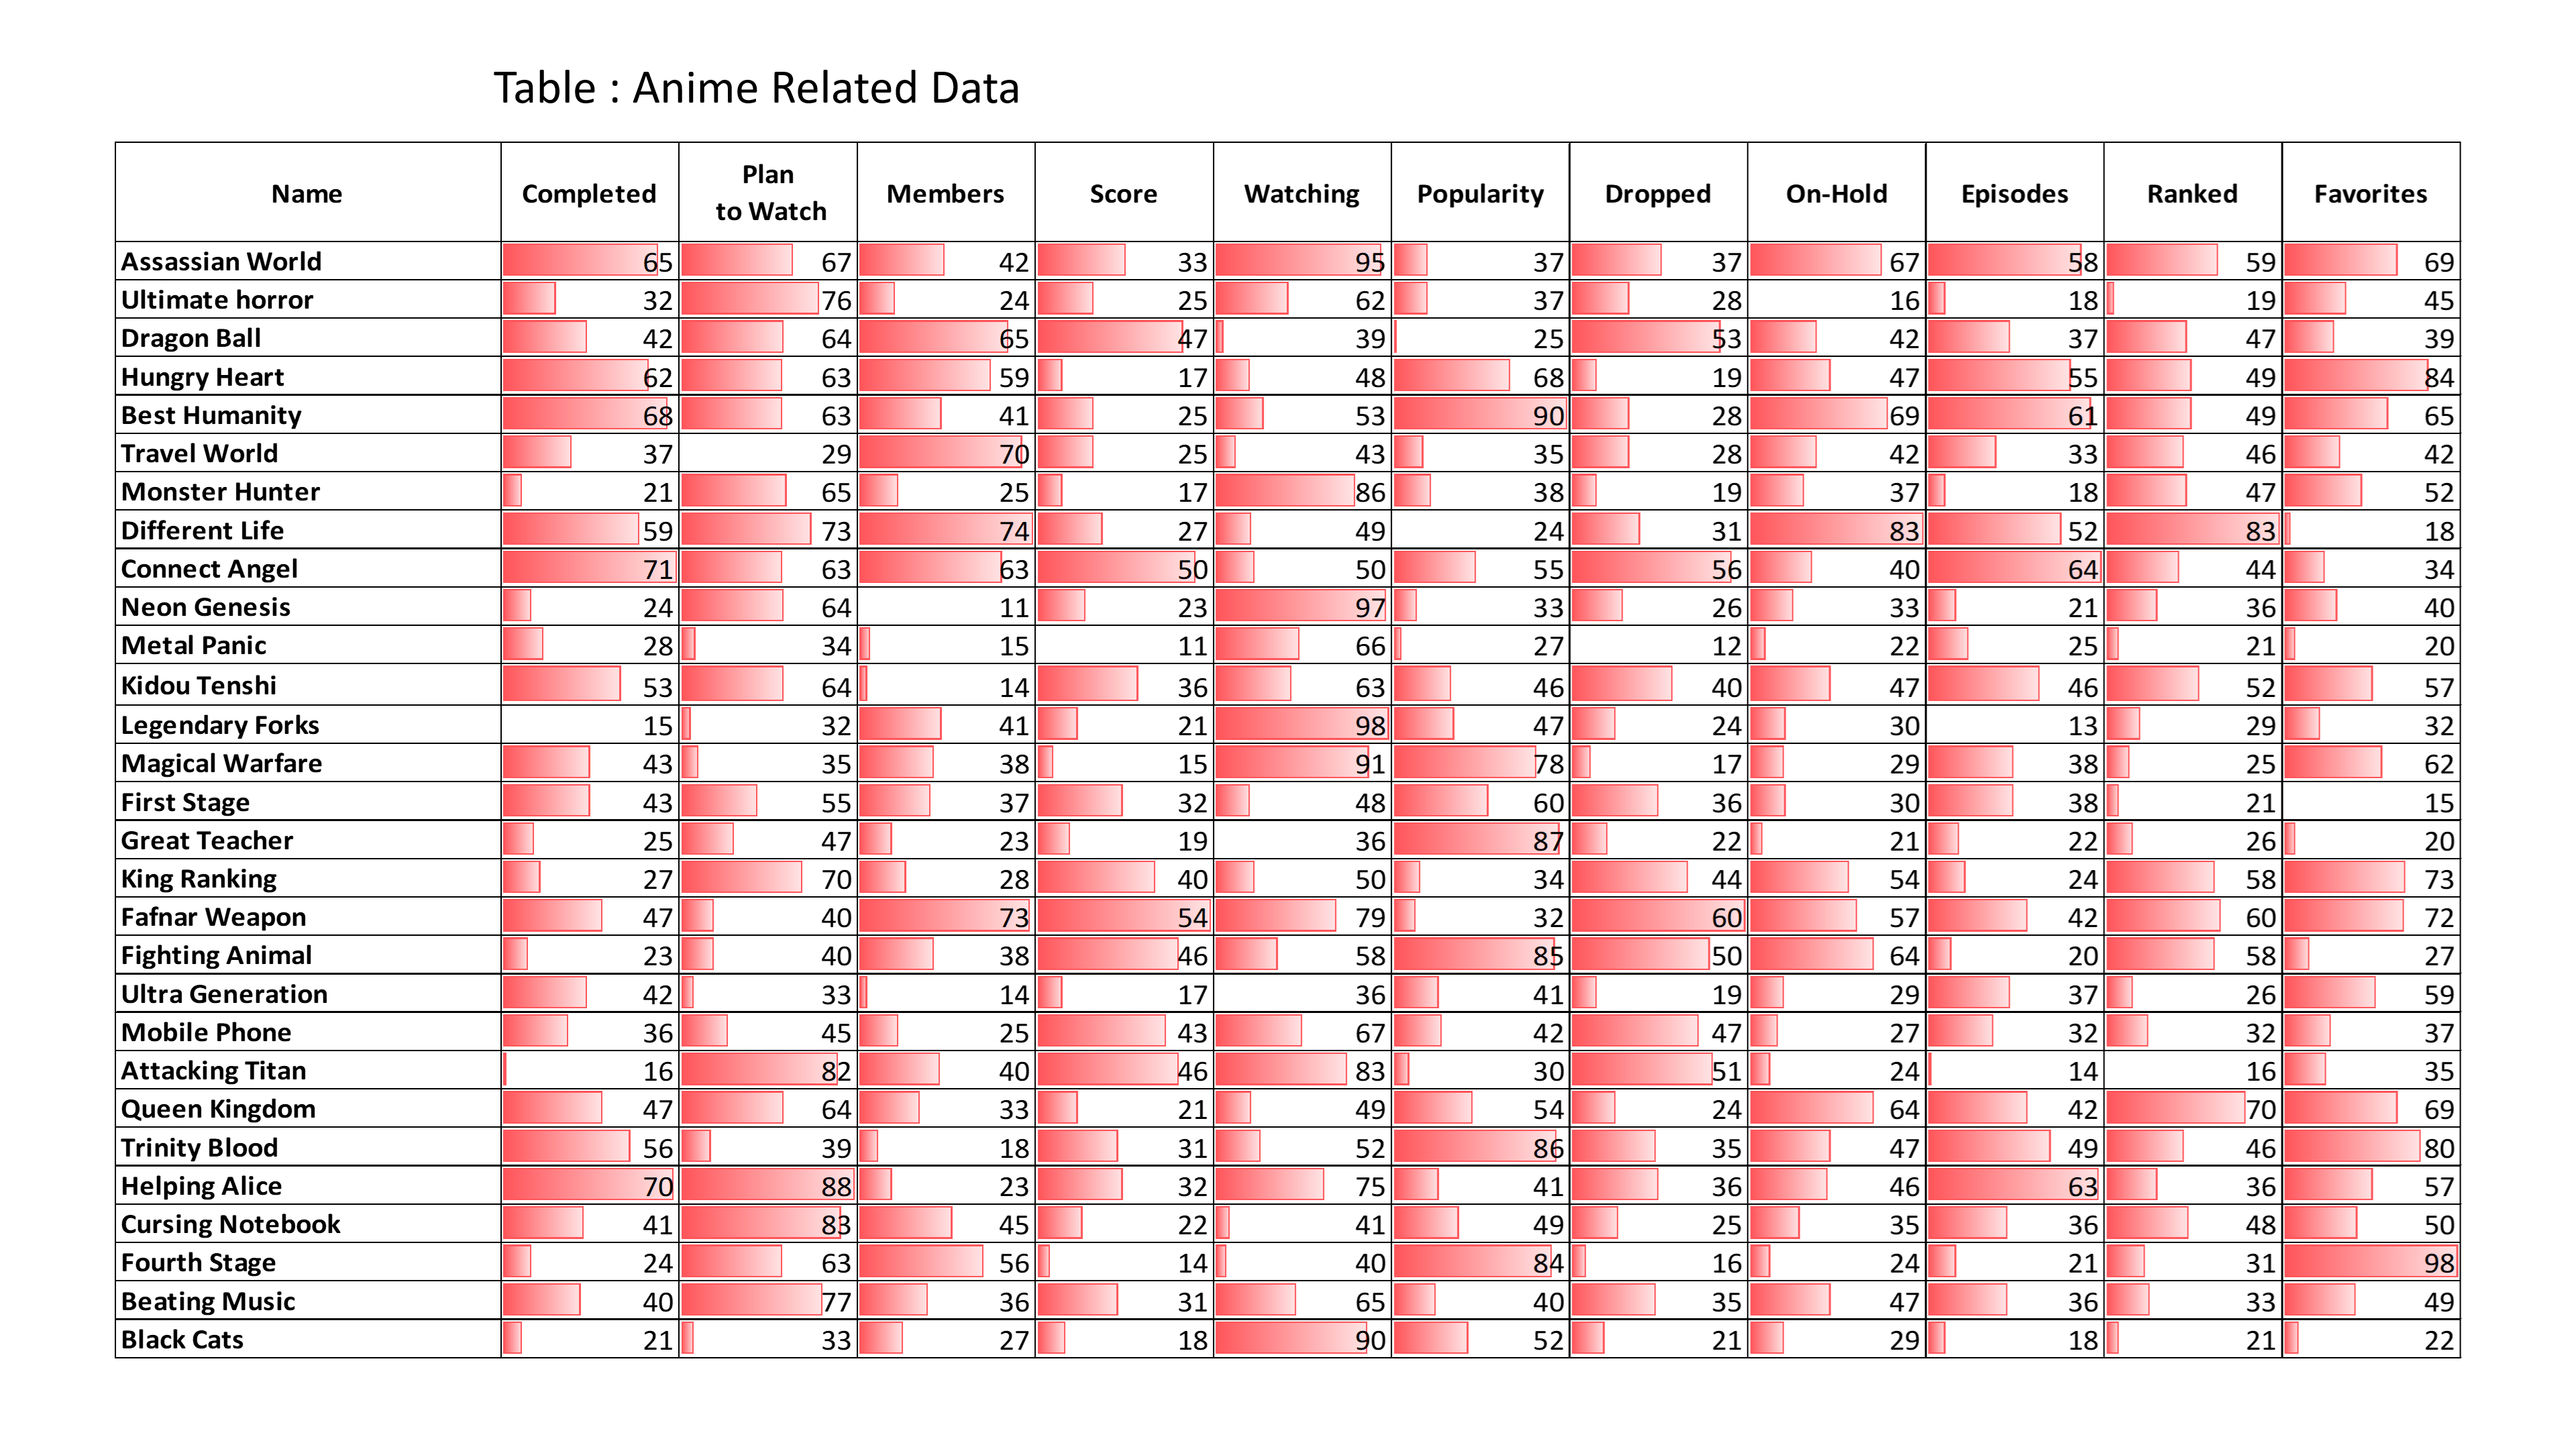 Table : Anime Related Data
Name Completed Plan to Watch Members Score Watching Popularity Dropped On-Hold Episodes Ranked Favorites
Assassian World 65 67 42 33 95 37 37 67 58 59 69
Ultimate horror 32 76 24 25 62 37 28 16 18 19 45
Dragon Ball 42 64 65 47 39 25 53 42 37 47 39
Hungry Heart 62 63 59 17 48 68 19 47 55 49 84
Best Humanity 68 63 41 25 53 90 28 69 61 49 65
Travel World 37 29 70 25 43 35 28 42 33 46 42
Monster Hunter 21 65 25 17 86 38 19 37 18 47 52
Different Life 59 73 74 27 49 24 31 83 52 83 18
Connect Angel 71 63 63 50 50 55 56 40 64 44 34
Neon Genesis 24 64 11 23 97 33 26 33 21 36 40
Metal Panic 28 34 15 11 66 27 12 22 25 21 20
Kidou Tenshi 53 64 14 36 63 46 40 47 46 52 57
Legendary Forks 15 32 41 21 98 47 24 30 13 29 32
Magical Warfare 43 35 38 15 91 78 17 29 38 25 62
First Stage 43 55 37 32 48 60 36 30 38 21 15
Great Teacher 25 47 23 19 36 87 22 21 22 26 20
King Ranking 27 70 28 40 50 34 44 54 24 58 73
Fafnar Weapon 47 40 73 54 79 32 60 57 42 60 72
Fighting Animal 23 40 38 46 58 85 50 64 20 58 27
Ultra Generation 42 33 14 17 36 41 19 29 37 26 59
Mobile Phone 36 45 25 43 67 42 47 27 32 32 37
Attacking Titan 16 82 40 46 83 30 51 24 14 16 35
Queen Kingdom 47 64 33 21 49 54 24 64 42 70 69
Trinity Blood 56 39 18 31 52 86 35 47 49 46 80
Helping Alice 70 88 23 32 75 41 36 46 63 36 57
Cursing Notebook 41 83 45 22 41 49 25 35 36 48 50
Fourth Stage 24 63 56 14 40 84 16 24 21 31 98
Beating Music 40 77 36 31 65 40 35 47 36 33 49
Black Cats 21 33 27 18 90 52 21 29 18 21 22